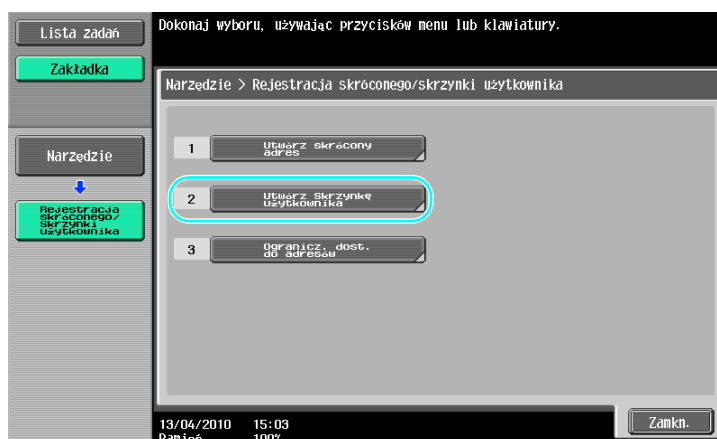 Lista zadań
Zakładka
Dokonaj wyboru, używając przycisków menu lub klawiatury.
Narzędzie > Rejestracja skróconego/skrzynki użytkownika
Narzędzie
Rejestracja
skróconego/
Skrzynki
użytkownika
1 Utwórz skrócony
adres
2 Utwórz Skrzynkę
użytkownika
3 Ogranicz. dost.
do adresów
13/04/2010 15:03
Pamięć 100%
Zamkn.